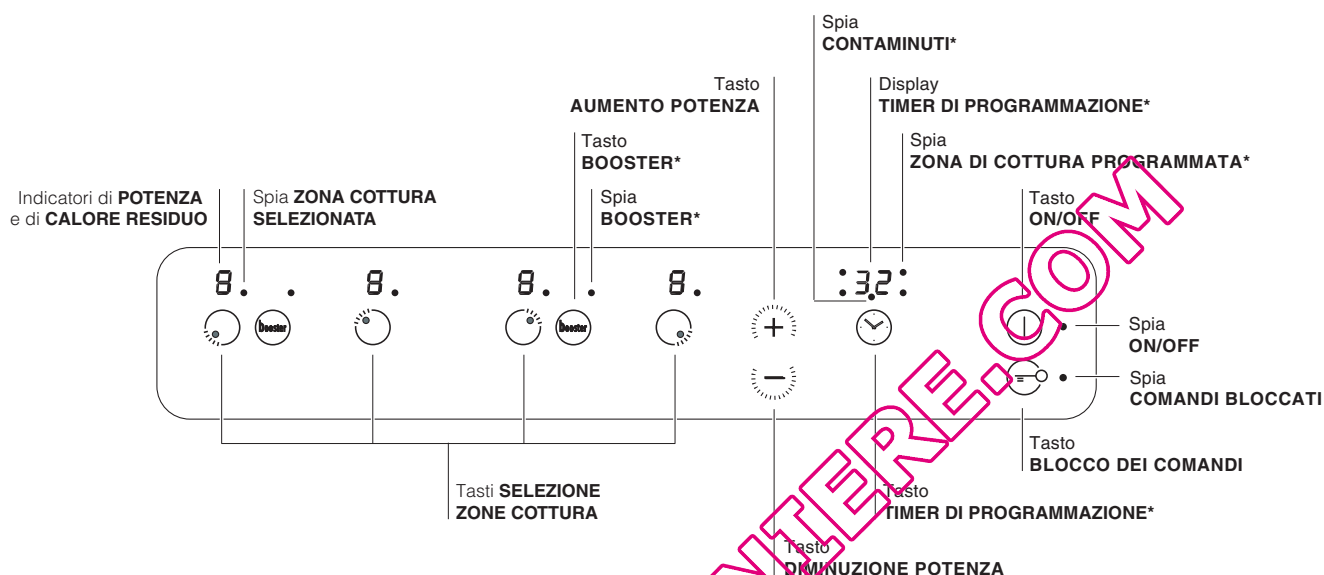 Spia
CONTAMINUTI*
Tasto
AUMENTO POTENZA
Display
TIMER DI PROGRAMMAZIONE*
Tasto
BOOSTER*
Spia
ZONA DI COTTURA PROGRAMMATA*
Indicatori di POTENZA
e di CALORE RESIDUO
Spia ZONA COTTURA
SELEZIONATA
Spia
BOOSTER*
Tasto
ON/OFF
8. . 8. 8. . 8. :32:
booster booster +
Spia
ON/OFF
−
Spia
COMANDI BLOCCATI
Tasto
BLOCCO DEI COMANDI
Tasti SELEZIONE
ZONE COTTURA
Tasto
TIMER DI PROGRAMMAZIONE*
Tasto
DIMINUZIONE POTENZA
NTERE.COM